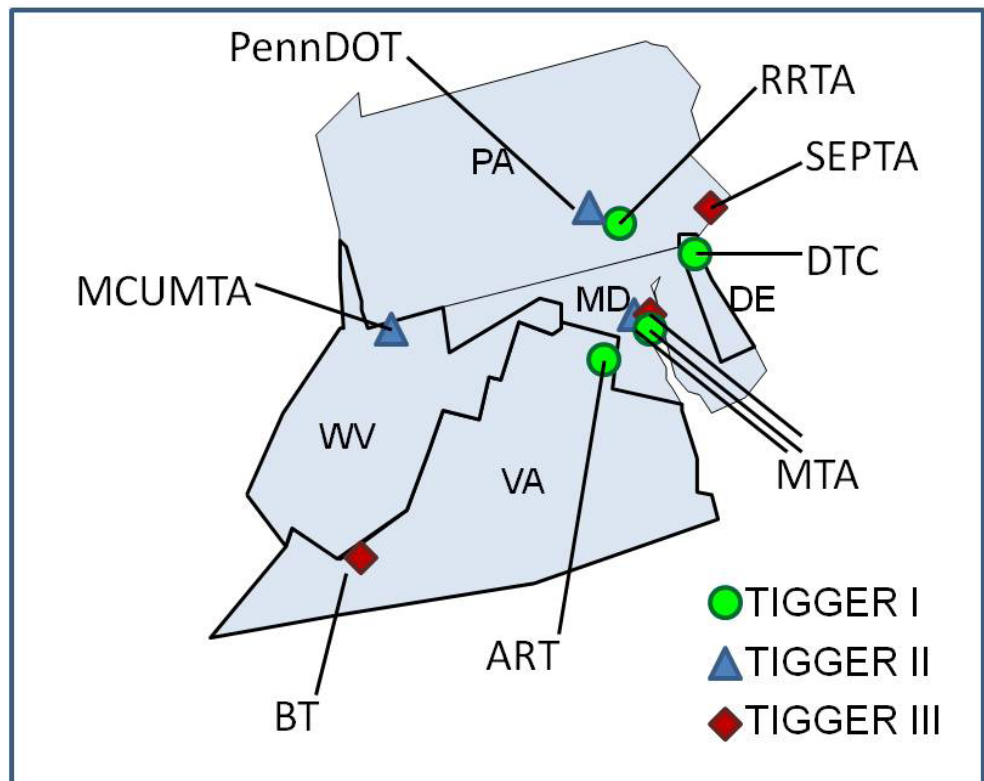 PennDOT
RRTA
PA
SEPTA
DTC
MCUMTA
MD
DE
WV
VA
MTA
TIGGER I
ART
TIGGER II
BT
TIGGER III